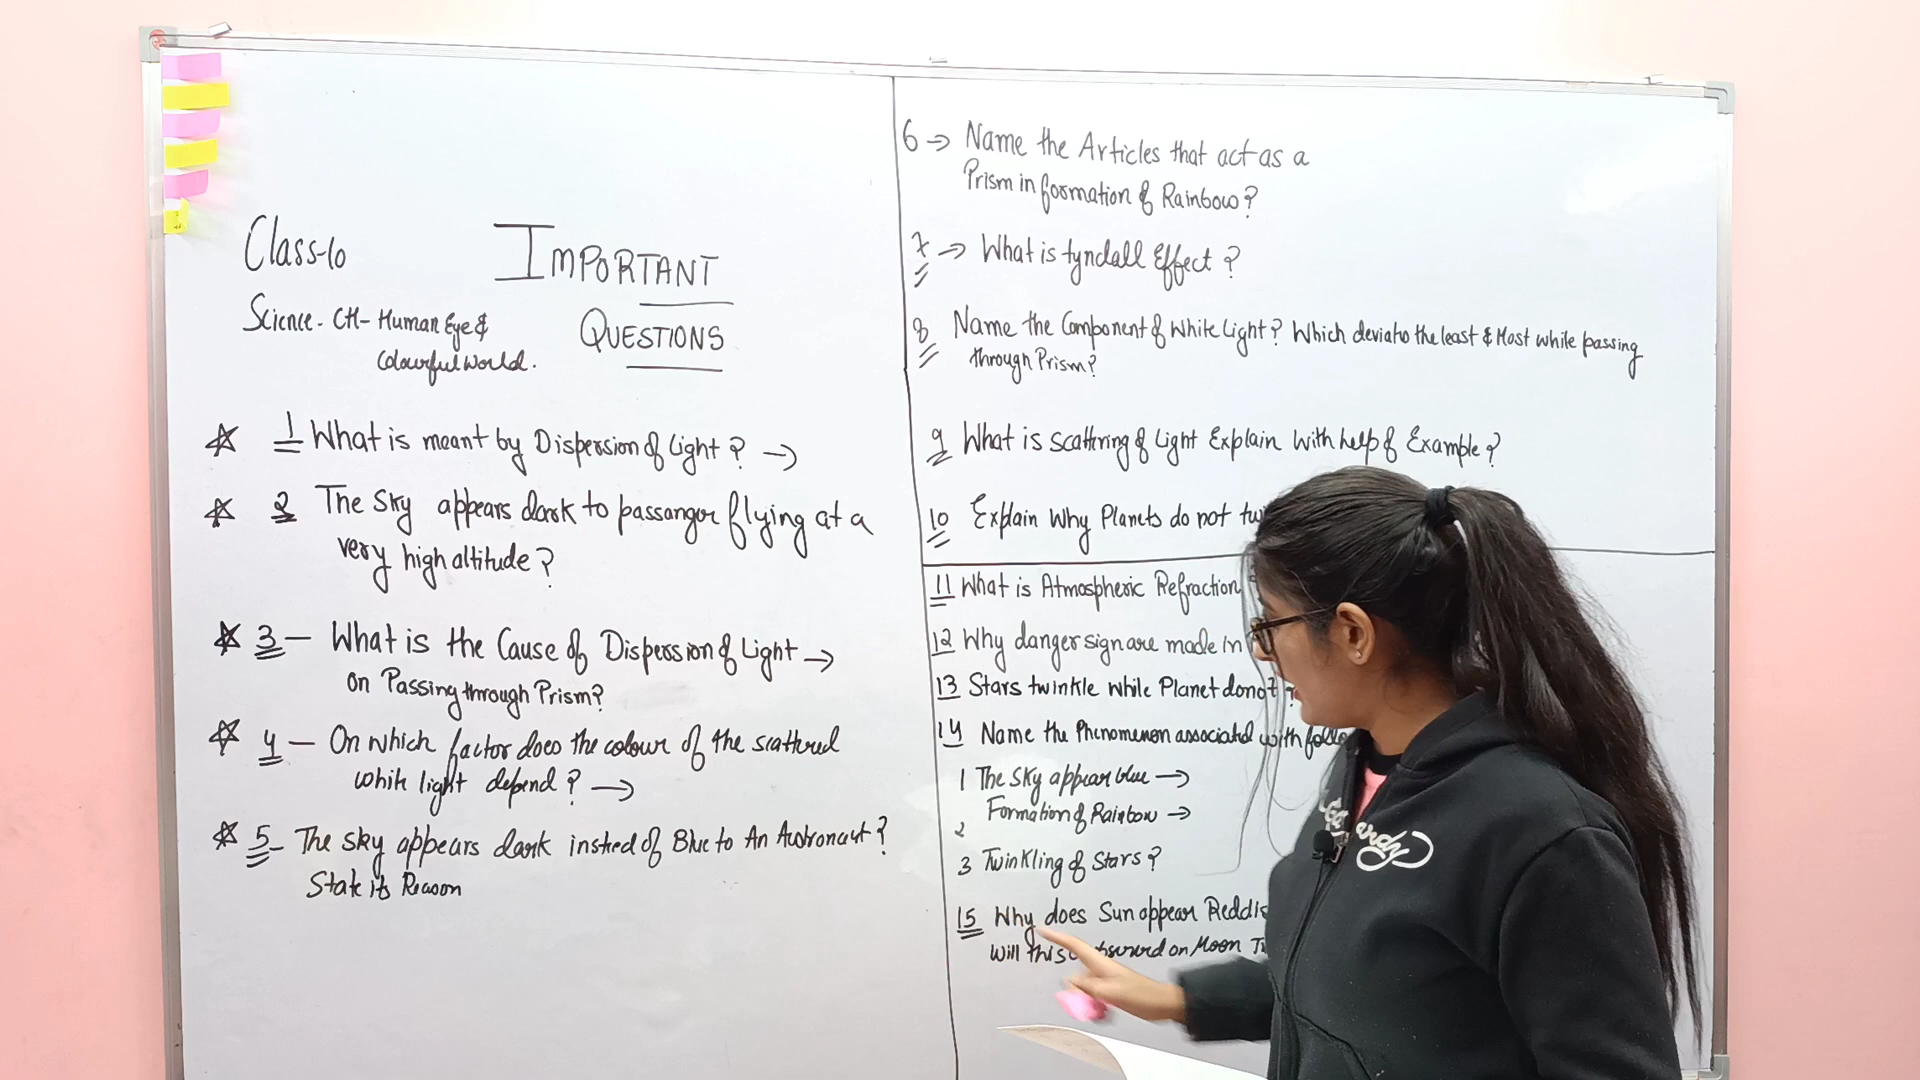 Class-10
IMPORTANT
Science - CH - Human Eye &
Colourful World.
QUESTIONS
1 What is meant by Dispersion of Light? →
2 The Sky appears dark to passanger flying at a
very high altitude?
3 - What is the Cause of Dispersion of Light →
on Passing through Prism?
4 - On which factor does the colour of the scattered
white light depend? →
5 - The sky appears dark instead of Blue to An Austronaut?
State its Reason
6 → Name the Articles that act as a
Prism in formation of Rainbow?
7 → What is tyndall Effect?
8 Name the Component of White Light? Which deviate the least & Most while passing
through Prism?
9 What is Scattring of Light Explain with help of Example?
10 Explain Why Planets do not
11 What is Atmospheric Refraction
12 Why danger sign are made in
13 Stars twinkle while Planet donot?
14 Name the Phenomenon associated with
1 The Sky appear blue →
2 Formation of Rainbow →
3 Twinkling of Stars?
15 Why does Sun appear
Will this observed on Moon